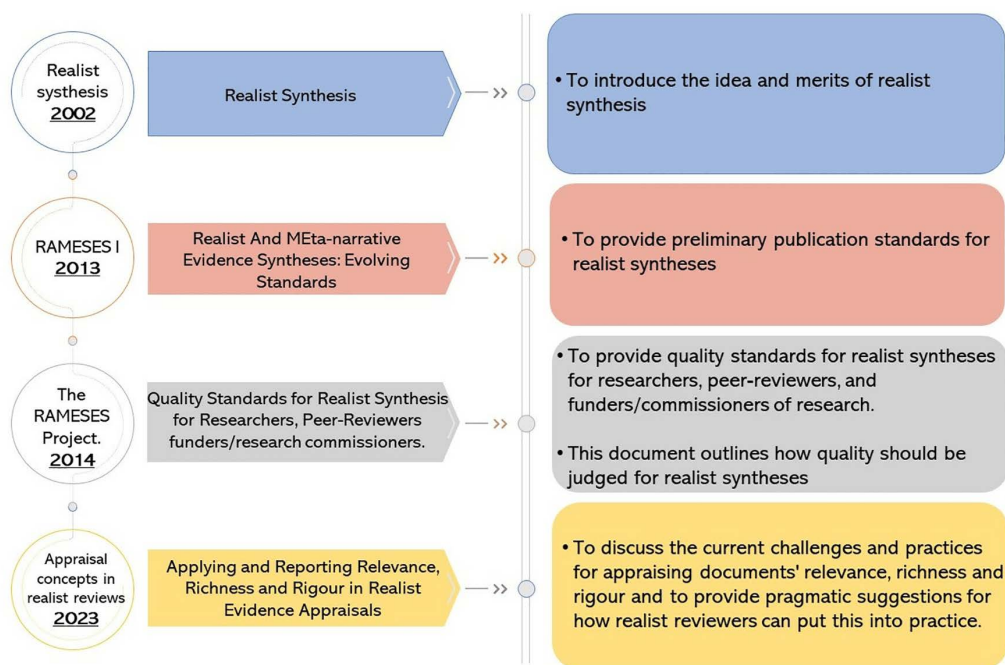 Realist
systhesis
2002
Realist Synthesis
• To introduce the idea and merits of realist
synthesis
RAMESES I
2013
Realist And MEta-narrative
Evidence Syntheses: Evolving
Standards
• To provide preliminary publication standards for
realist syntheses
The
RAMESES
Project.
2014
Quality Standards for Realist Synthesis
for Researchers, Peer-Reviewers
funders/research commissioners.
• To provide quality standards for realist syntheses
for researchers, peer-reviewers, and
funders/commissioners of research.
• This document outlines how quality should be
judged for realist syntheses
Appraisal
concepts in
realist reviews
2023
Applying and Reporting Relevance,
Richness and Rigour in Realist
Evidence Appraisals
• To discuss the current challenges and practices
for appraising documents' relevance, richness and
rigour and to provide pragmatic suggestions for
how realist reviewers can put this into practice.